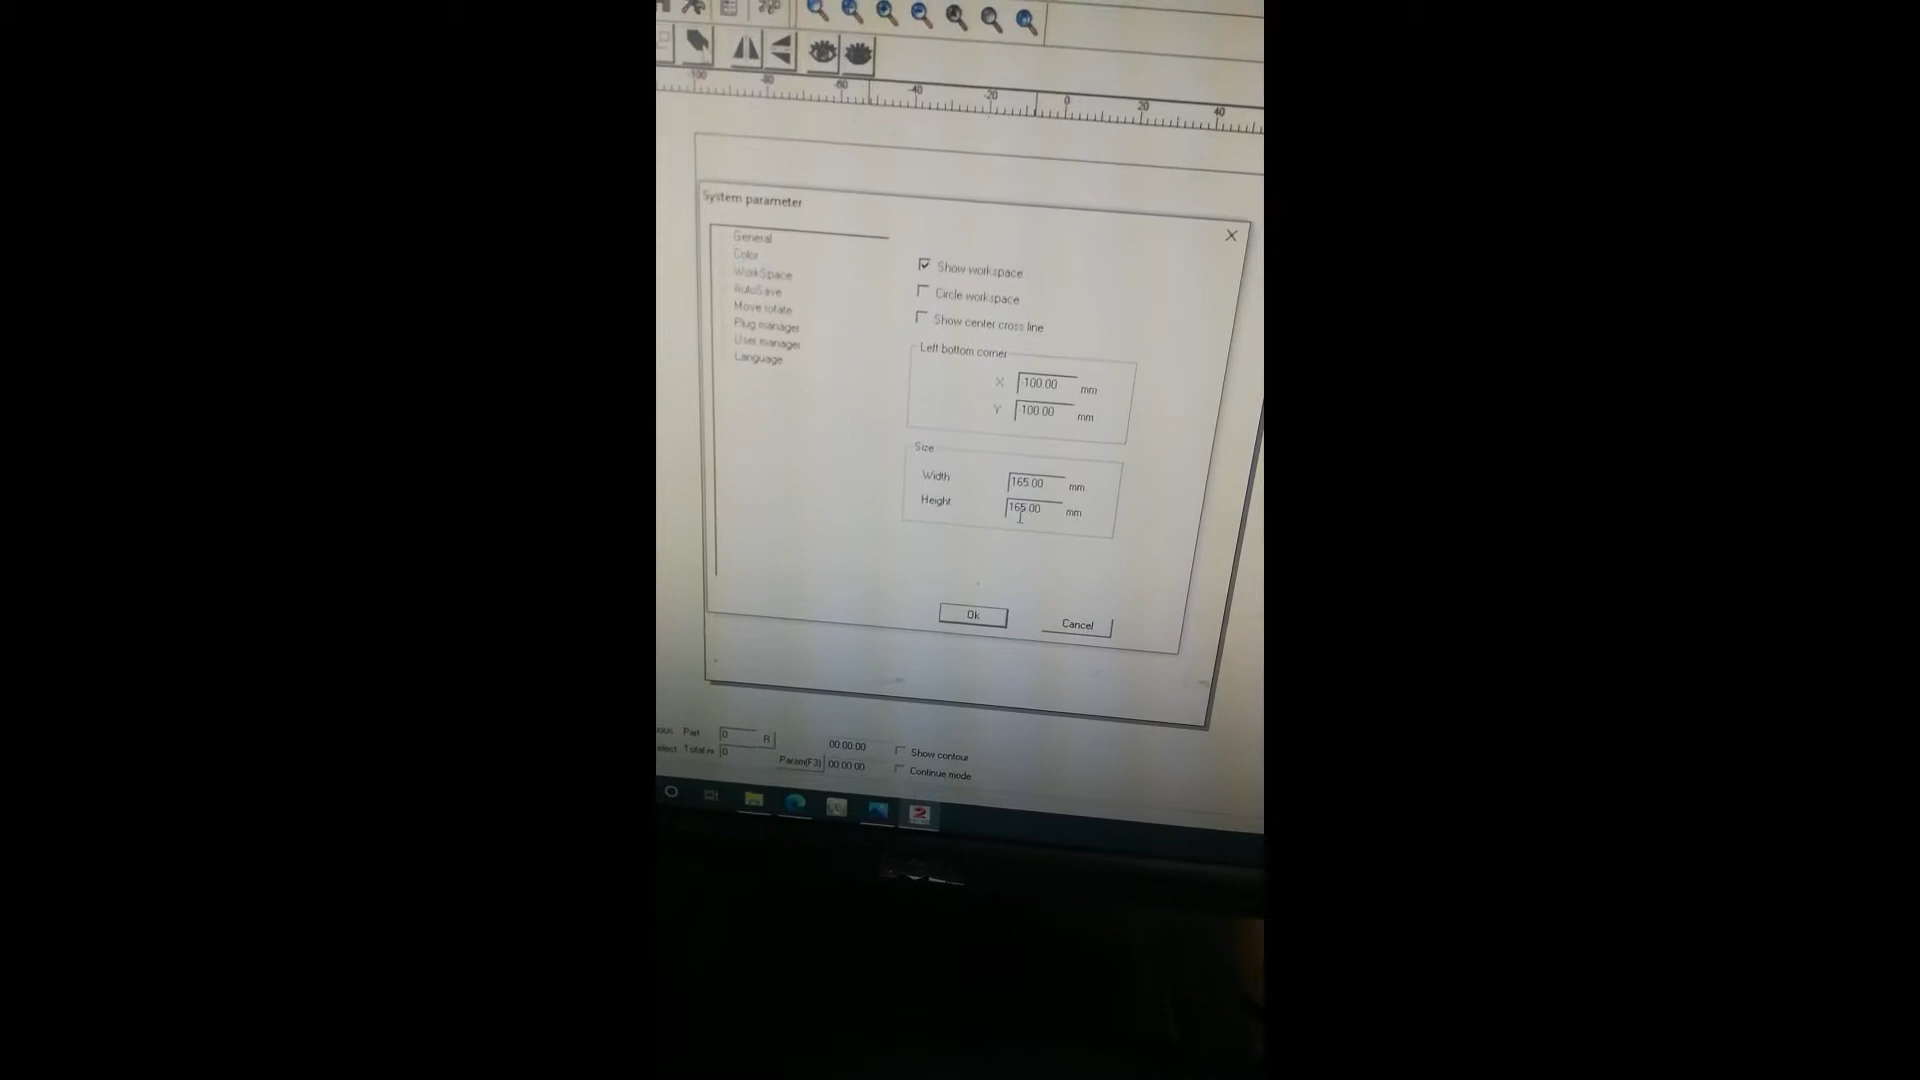 -100 -80 -60 -40 -20 0 20 40
System parameter
General
Color
WorkSpace
AutoSave
Move rotate
Plug manager
User manager
Language
Show workspace
Circle workspace
Show center cross line
Left bottom corner
X -100.00 mm
Y -100.00 mm
Size
Width 165.00 mm
Height 165.00 mm
Ok Cancel
Part 0 R 00:00:00 Show contour
0 Param(F3) 00:00:00 Continue mode